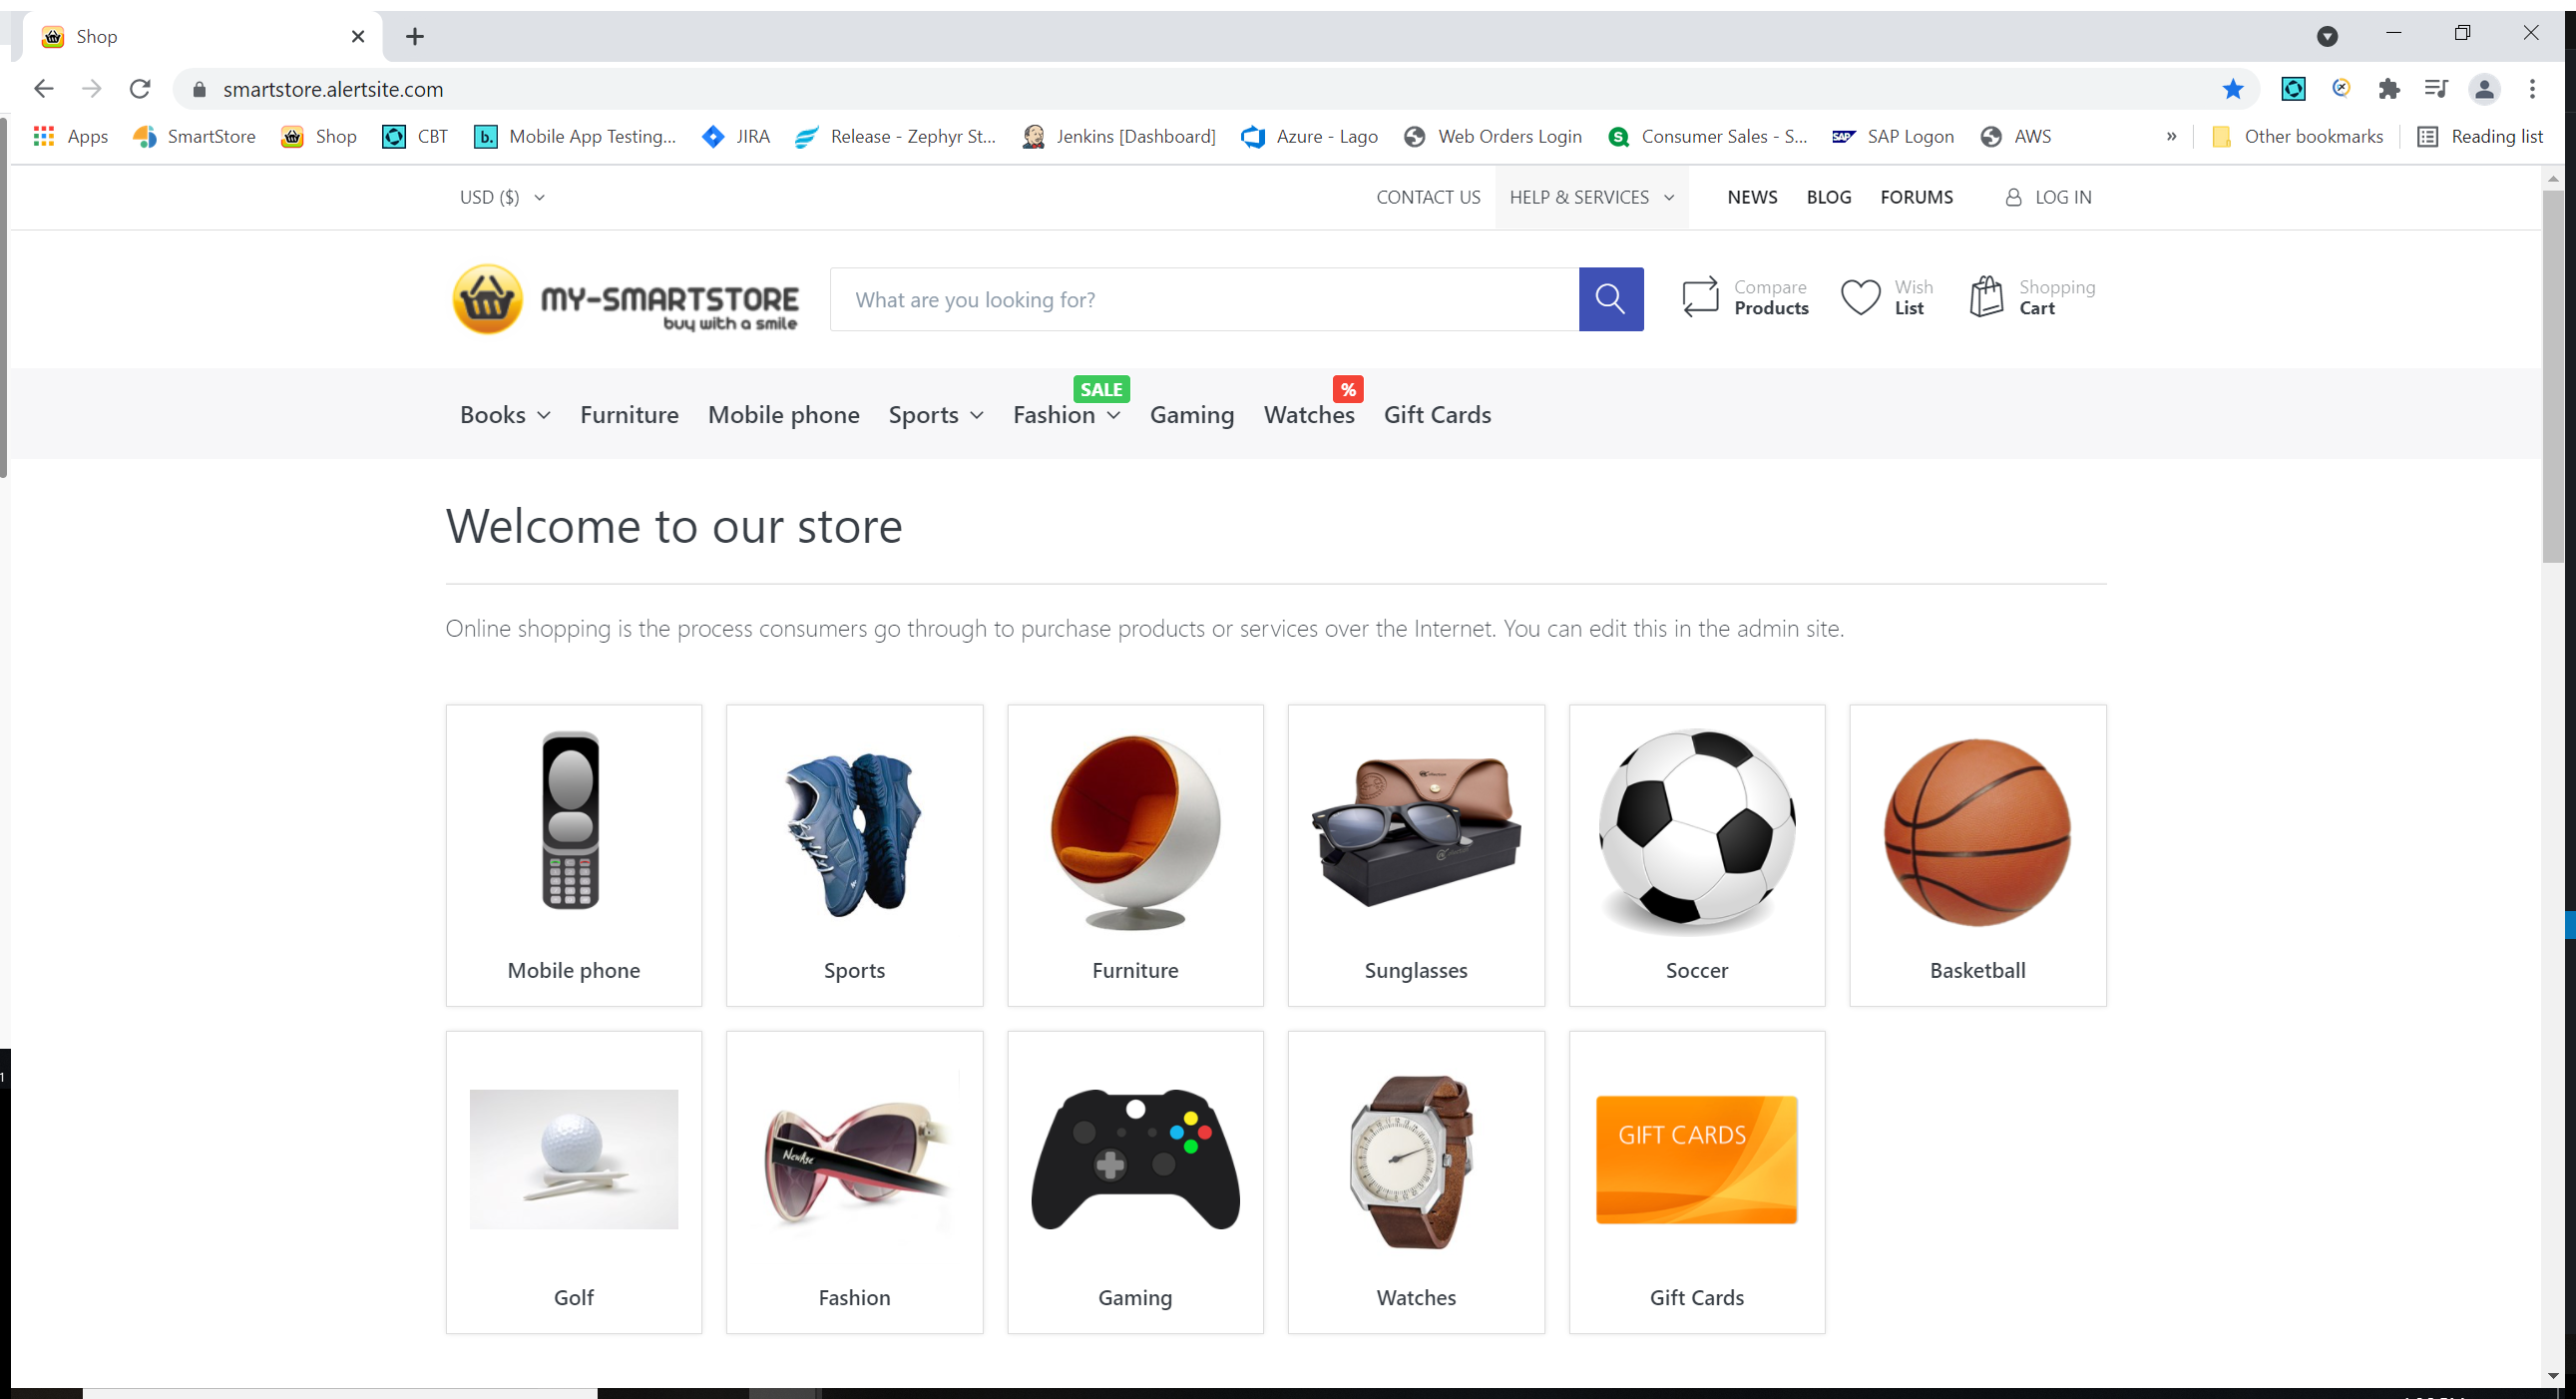 Shop
smartstore.alertsite.com
Apps SmartStore Shop CBT Mobile App Testing... JIRA Release - Zephyr St... Jenkins [Dashboard] Azure - Lago Web Orders Login Consumer Sales - S... SAP Logon AWS » Other bookmarks Reading list
USD ($) CONTACT US HELP & SERVICES NEWS BLOG FORUMS LOG IN
MY-SMARTSTORE
buy with a smile
What are you looking for?
Compare
Products
Wish
List
Shopping
Cart
SALE %
Books Furniture Mobile phone Sports Fashion Gaming Watches Gift Cards
Welcome to our store
Online shopping is the process consumers go through to purchase products or services over the Internet. You can edit this in the admin site.
Mobile phone Sports Furniture Sunglasses Soccer Basketball
NewAge
GIFT CARDS
Golf Fashion Gaming Watches Gift Cards